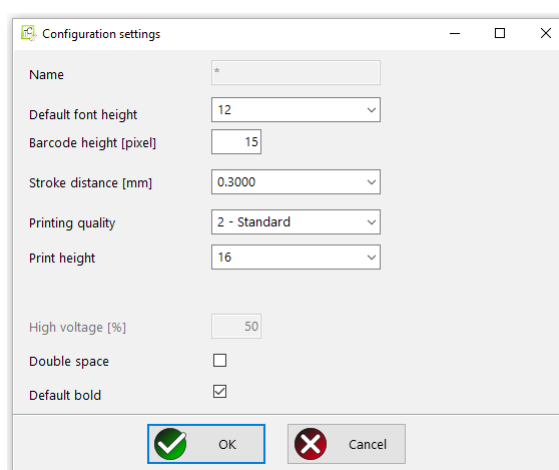 Configuration settings
Name *
Default font height 12
Barcode height [pixel] 15
Stroke distance [mm] 0.3000
Printing quality 2 - Standard
Print height 16
High voltage [%] 50
Double space
Default bold
OK Cancel